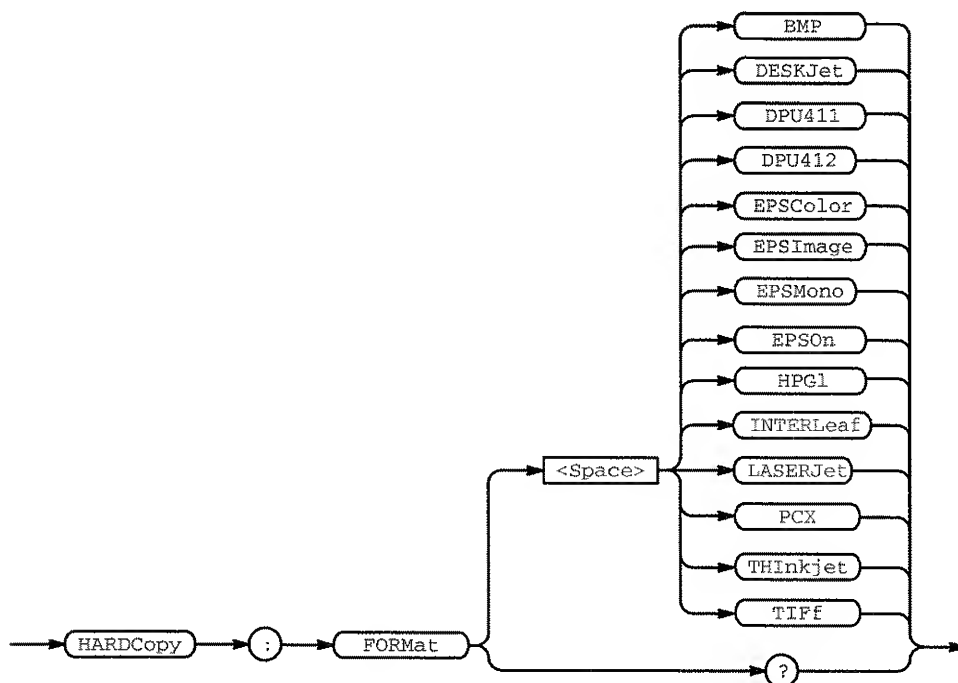 BMP
DESKJet
DPU411
DPU412
EPSColor
EPSImage
EPSMono
EPSOn
HPGl
INTERLeaf
<Space>
LASERJet
PCX
THInkjet
TIFf
HARDCopy : FORMat
?